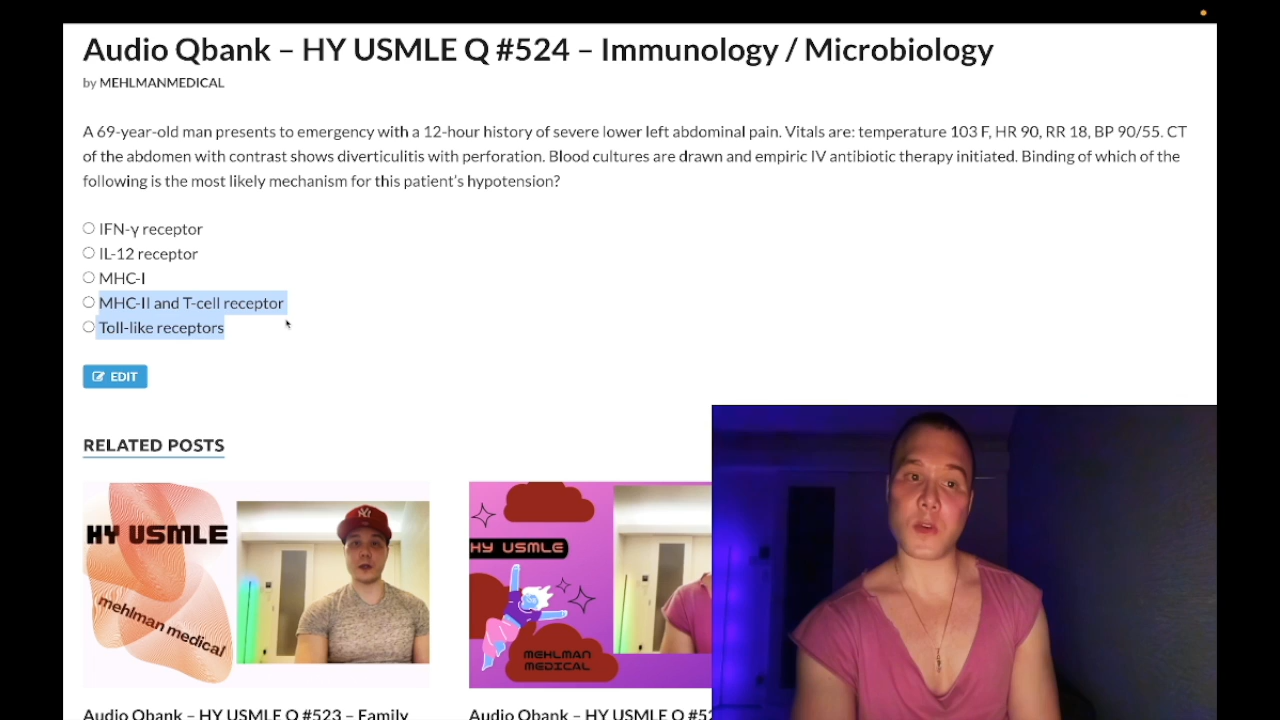 Audio Qbank – HY USMLE Q #524 – Immunology / Microbiology
by MEHLMANMEDICAL
A 69-year-old man presents to emergency with a 12-hour history of severe lower left abdominal pain. Vitals are: temperature 103 F, HR 90, RR 18, BP 90/55. CT
of the abdomen with contrast shows diverticulitis with perforation. Blood cultures are drawn and empiric IV antibiotic therapy initiated. Binding of which of the
following is the most likely mechanism for this patient's hypotension?
IFN-γ receptor
IL-12 receptor
MHC-I
MHC-II and T-cell receptor
Toll-like receptors
EDIT
RELATED POSTS
HY USMLE
mehlman medical
HY USMLE
MEHLMAN
MEDICAL
Audio Qbank – HY USMLE Q #523 – Family
Audio Qbank – HY USMLE Q #52